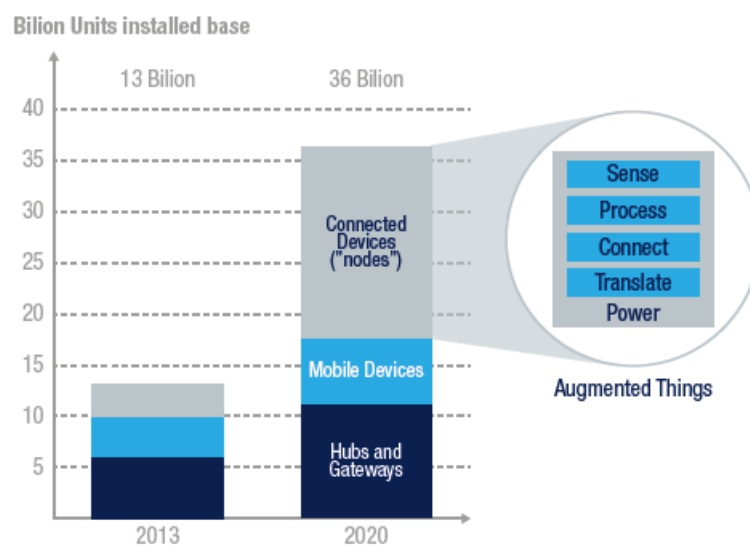 Bilion Units installed base
13 Bilion
36 Bilion
40
35
30
25
20
15
10
5
Connected
Devices
("nodes")
Mobile Devices
Hubs and
Gateways
2013
2020
Sense
Process
Connect
Translate
Power
Augmented Things